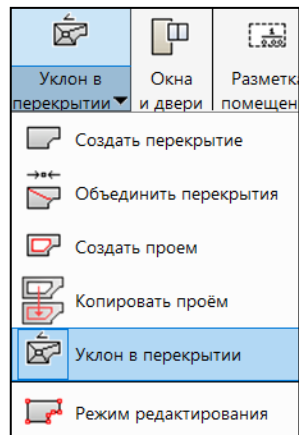 Уклон в
перекрытии
Окна
и двери
Разметка
помещен
Создать перекрытие
Объединить перекрытия
Создать проем
Копировать проём
Уклон в перекрытии
Режим редактирования